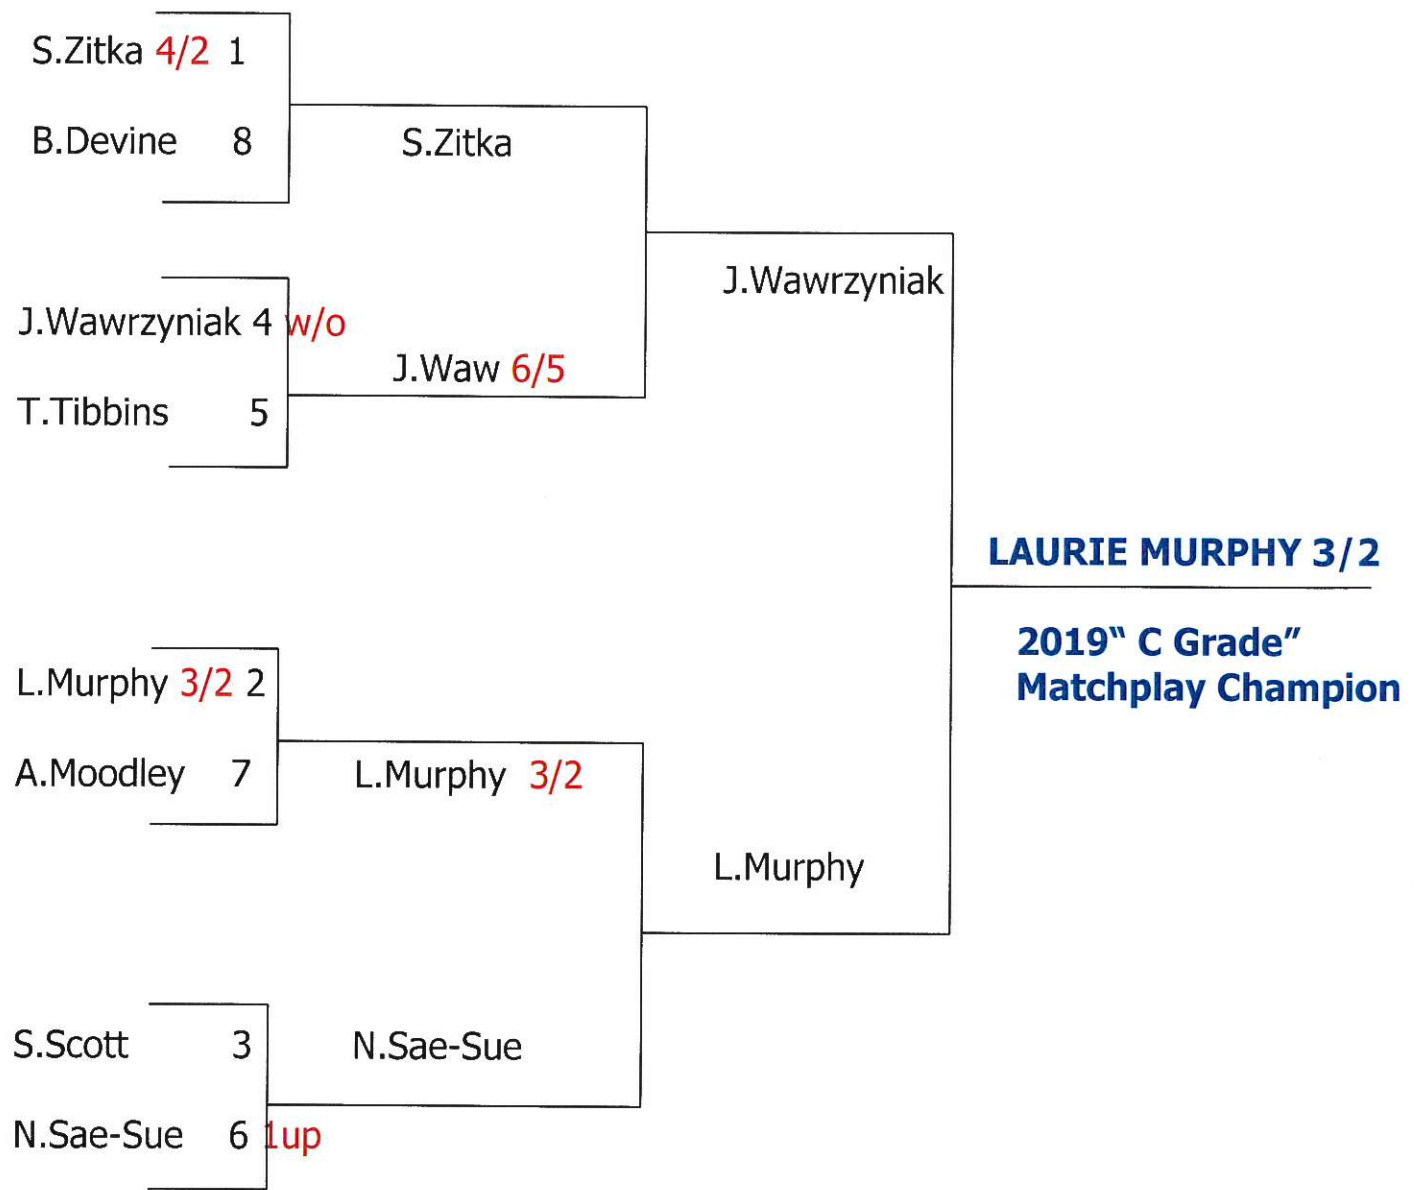 S.Zitka 4/2 1
B.Devine 8
S.Zitka
J.Wawrzyniak 4 w/o
T.Tibbins 5
J.Waw 6/5
J.Wawrzyniak
L.Murphy 3/2 2
A.Moodley 7
L.Murphy 3/2
S.Scott 3
N.Sae-Sue 6 1up
N.Sae-Sue
L.Murphy
LAURIE MURPHY 3/2
2019‟ C Grade”
Matchplay Champion